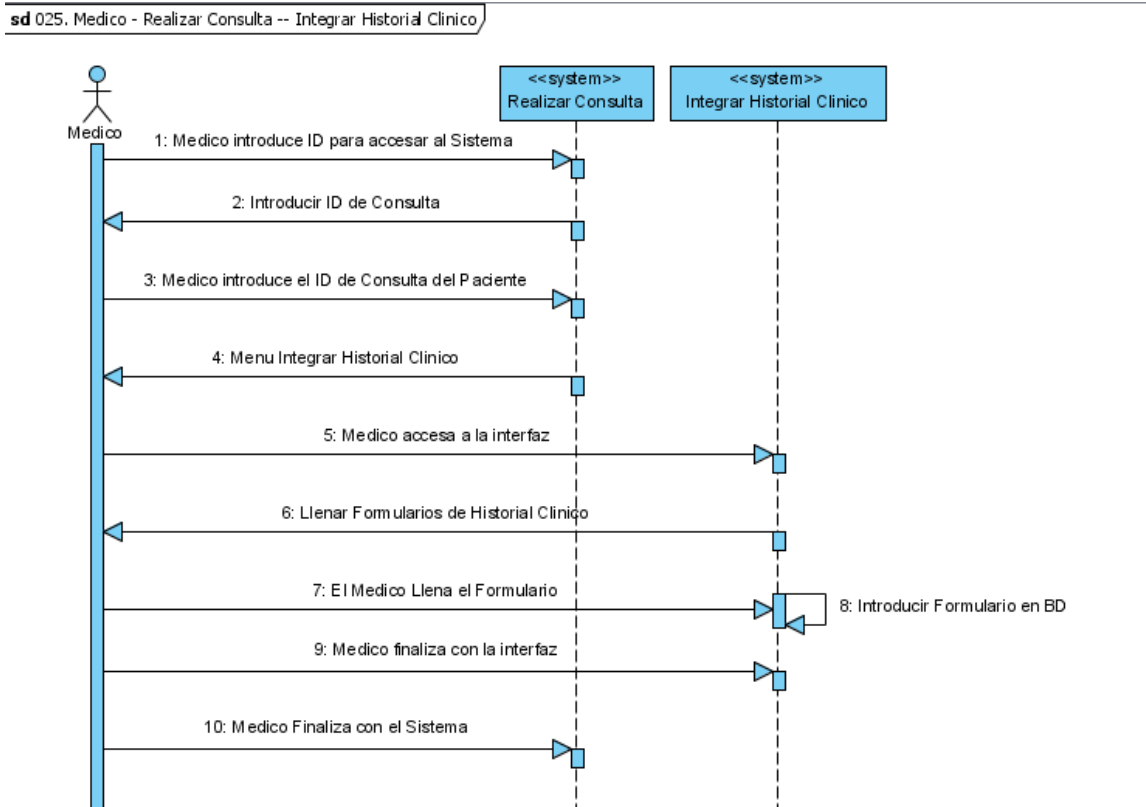 sd 025. Medico - Realizar Consulta -- Integrar Historial Clinico
<<system>>
Realizar Consulta
<<system>>
Integrar Historial Clinico
Medico
1: Medico introduce ID para accesar al Sistema
2: Introducir ID de Consulta
3: Medico introduce el ID de Consulta del Paciente
4: Menu Integrar Historial Clinico
5: Medico accesa a la interfaz
6: Llenar Formularios de Historial Clinico
7: El Medico Llena el Formulario
8: Introducir Formulario en BD
9: Medico finaliza con la interfaz
10: Medico Finaliza con el Sistema